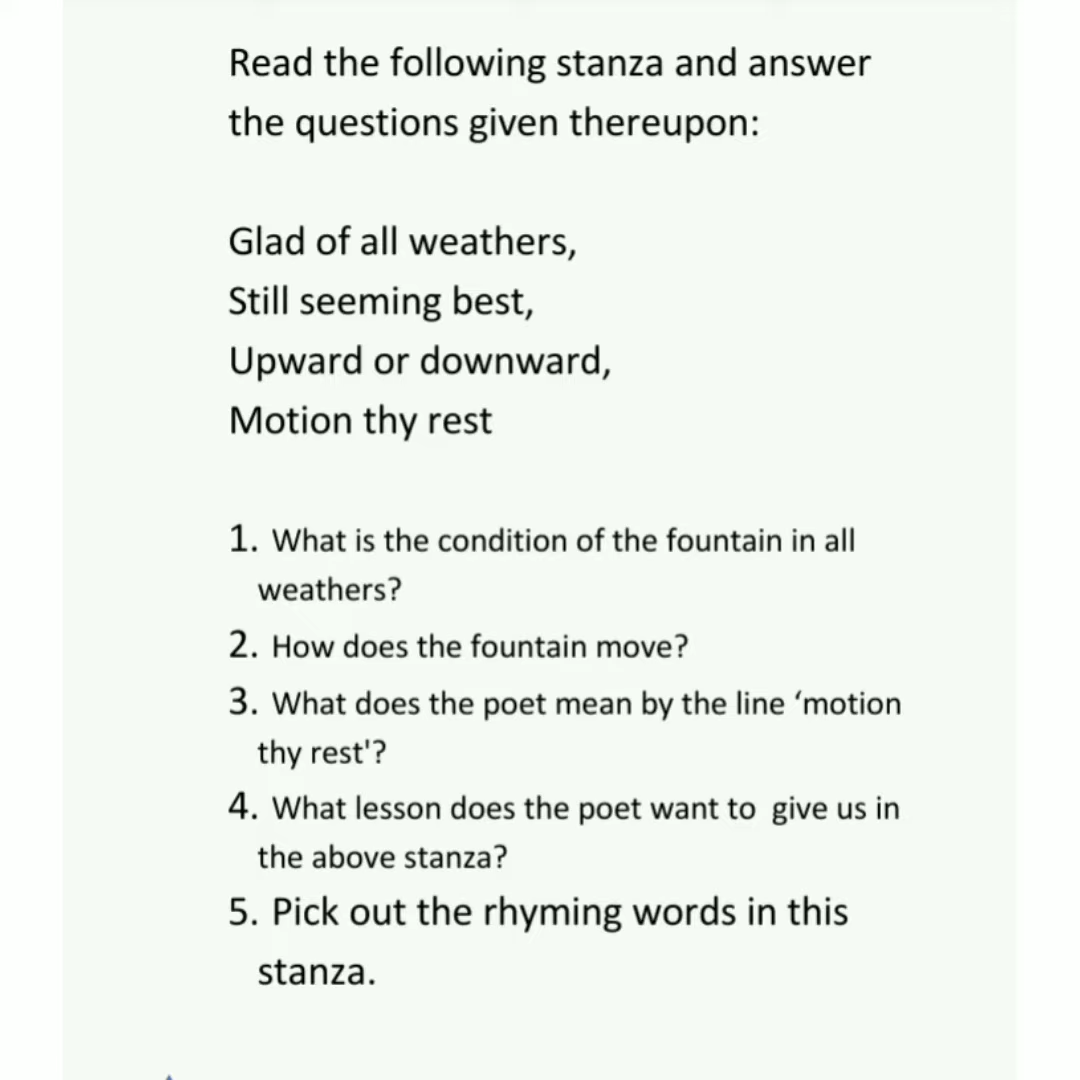 Read the following stanza and answer
the questions given thereupon:
Glad of all weathers,
Still seeming best,
Upward or downward,
Motion thy rest
1. What is the condition of the fountain in all
weathers?
2. How does the fountain move?
3. What does the poet mean by the line ‘motion
thy rest'?
4. What lesson does the poet want to  give us in
the above stanza?
5. Pick out the rhyming words in this
stanza.